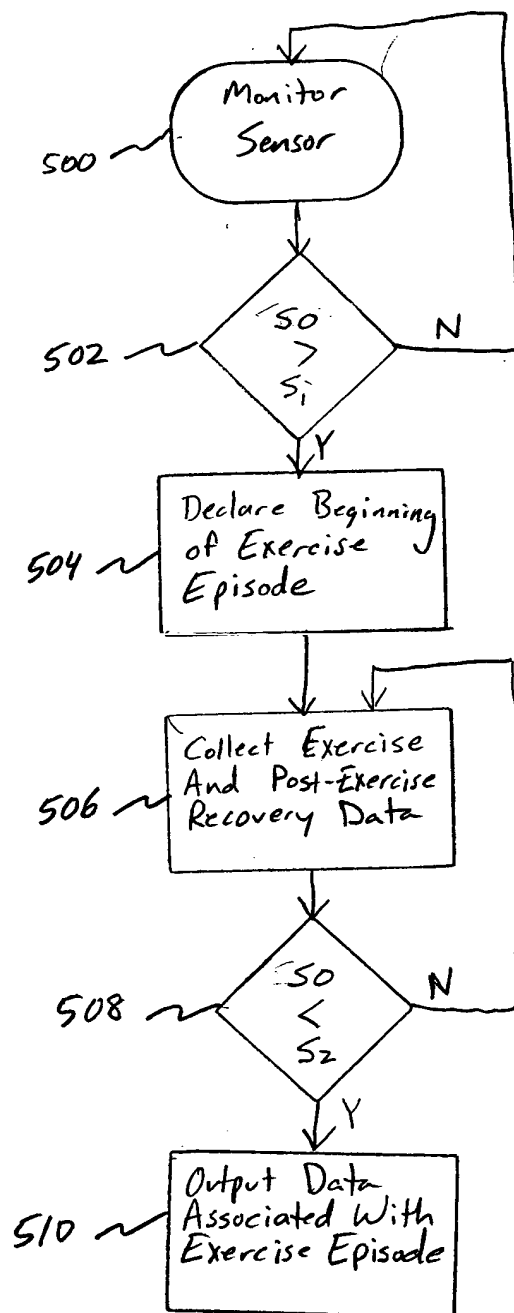 Monitor
Sensor
500
SO
>
Si
502
N
Y
Declare Beginning
of Exercise
Episode
504
Collect Exercise
And Post-Exercise
Recovery Data
506
SO
<
S2
508
N
Y
Output Data
Associated With
Exercise Episode
510